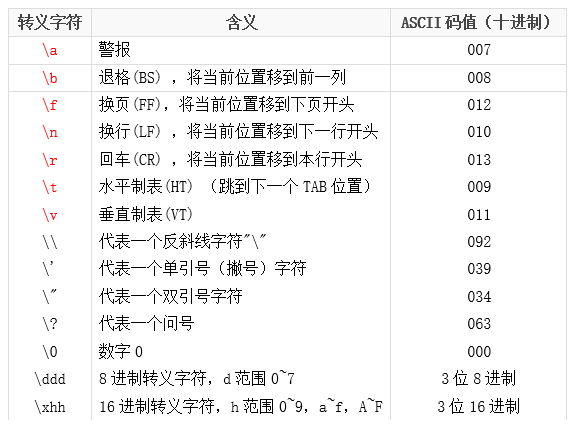 转义字符 含义 ASCII 码值（十进制）
\a 警报 007
\b 退格(BS) ，将当前位置移到前一列 008
\f 换页(FF)，将当前位置移到下页开头 012
\n 换行(LF) ，将当前位置移到下一行开头 010
\r 回车(CR) ，将当前位置移到本行开头 013
\t 水平制表(HT) （跳到下一个 TAB 位置） 009
\v 垂直制表(VT) 011
\\ 代表一个反斜线字符"\" 092
\' 代表一个单引号（撇号）字符 039
\" 代表一个双引号字符 034
\? 代表一个问号 063
\0 数字 0 000
\ddd 8 进制转义字符，d 范围 0~7 3 位 8 进制
\xhh 16 进制转义字符，h 范围 0~9，a~f，A~F 3 位 16 进制